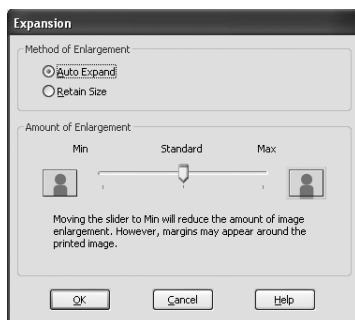 Expansion
Method of Enlargement
Auto Expand
Retain Size
Amount of Enlargement
Min Standard Max
Moving the slider to Min will reduce the amount of image
enlargement. However, margins may appear around the
printed image.
OK Cancel Help